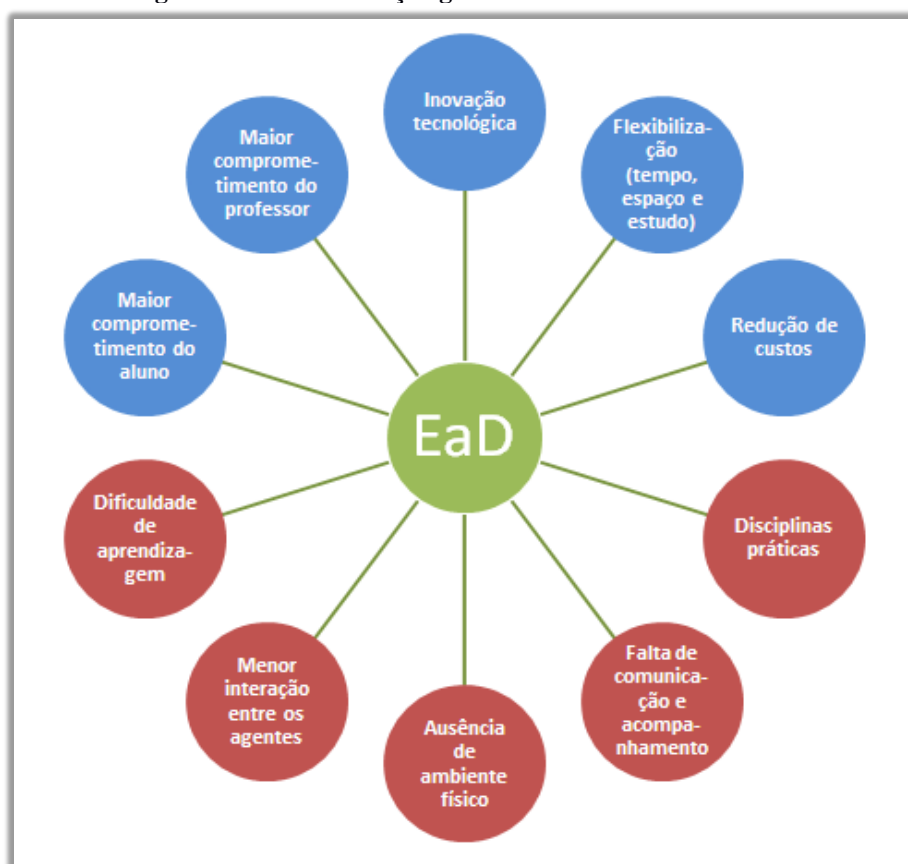 Inovação
tecnológica
Flexibiliza-
ção
(tempo,
espaço e
estudo)
Redução de
custos
Disciplinas
práticas
Falta de
comunica-
ção e
acompa-
nhamento
Ausência
de
ambiente
físico
Menor
interação
entre os
agentes
Dificuldade
de
aprendiza-
gem
Maior
comprome-
timento do
aluno
Maior
comprome-
timento do
professor
EaD